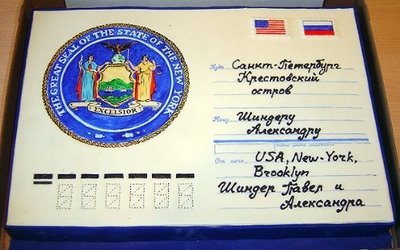 THE GREAT SEAL OF THE STATE OF THE NEW YORK
EXCELSIOR
Куда Санкт-Петербург
Крестовский
остров
Кому Шиндеру
Александру
От кого USA, New-York,
Brooklyn
Шиндер Павел и
Александра